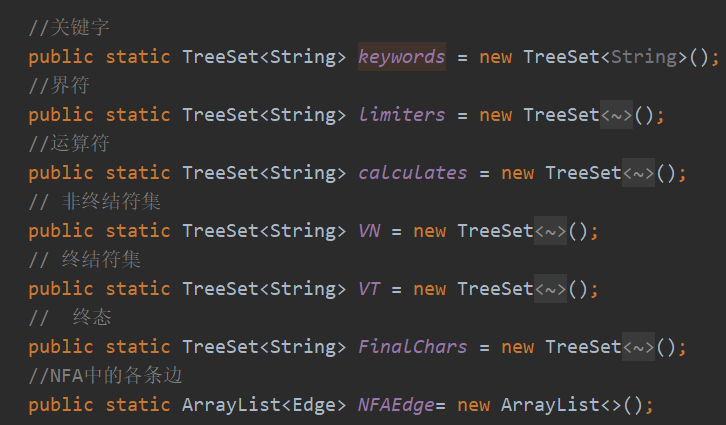 //关键字
public static TreeSet<String> keywords = new TreeSet<String>();
//界符
public static TreeSet<String> limiters = new TreeSet<~>();
//运算符
public static TreeSet<String> calculates = new TreeSet<~>();
// 非终结符集
public static TreeSet<String> VN = new TreeSet<~>();
// 终结符集
public static TreeSet<String> VT = new TreeSet<~>();
//  终态
public static TreeSet<String> FinalChars = new TreeSet<~>();
//NFA中的各条边
public static ArrayList<Edge> NFAEdge= new ArrayList<>();